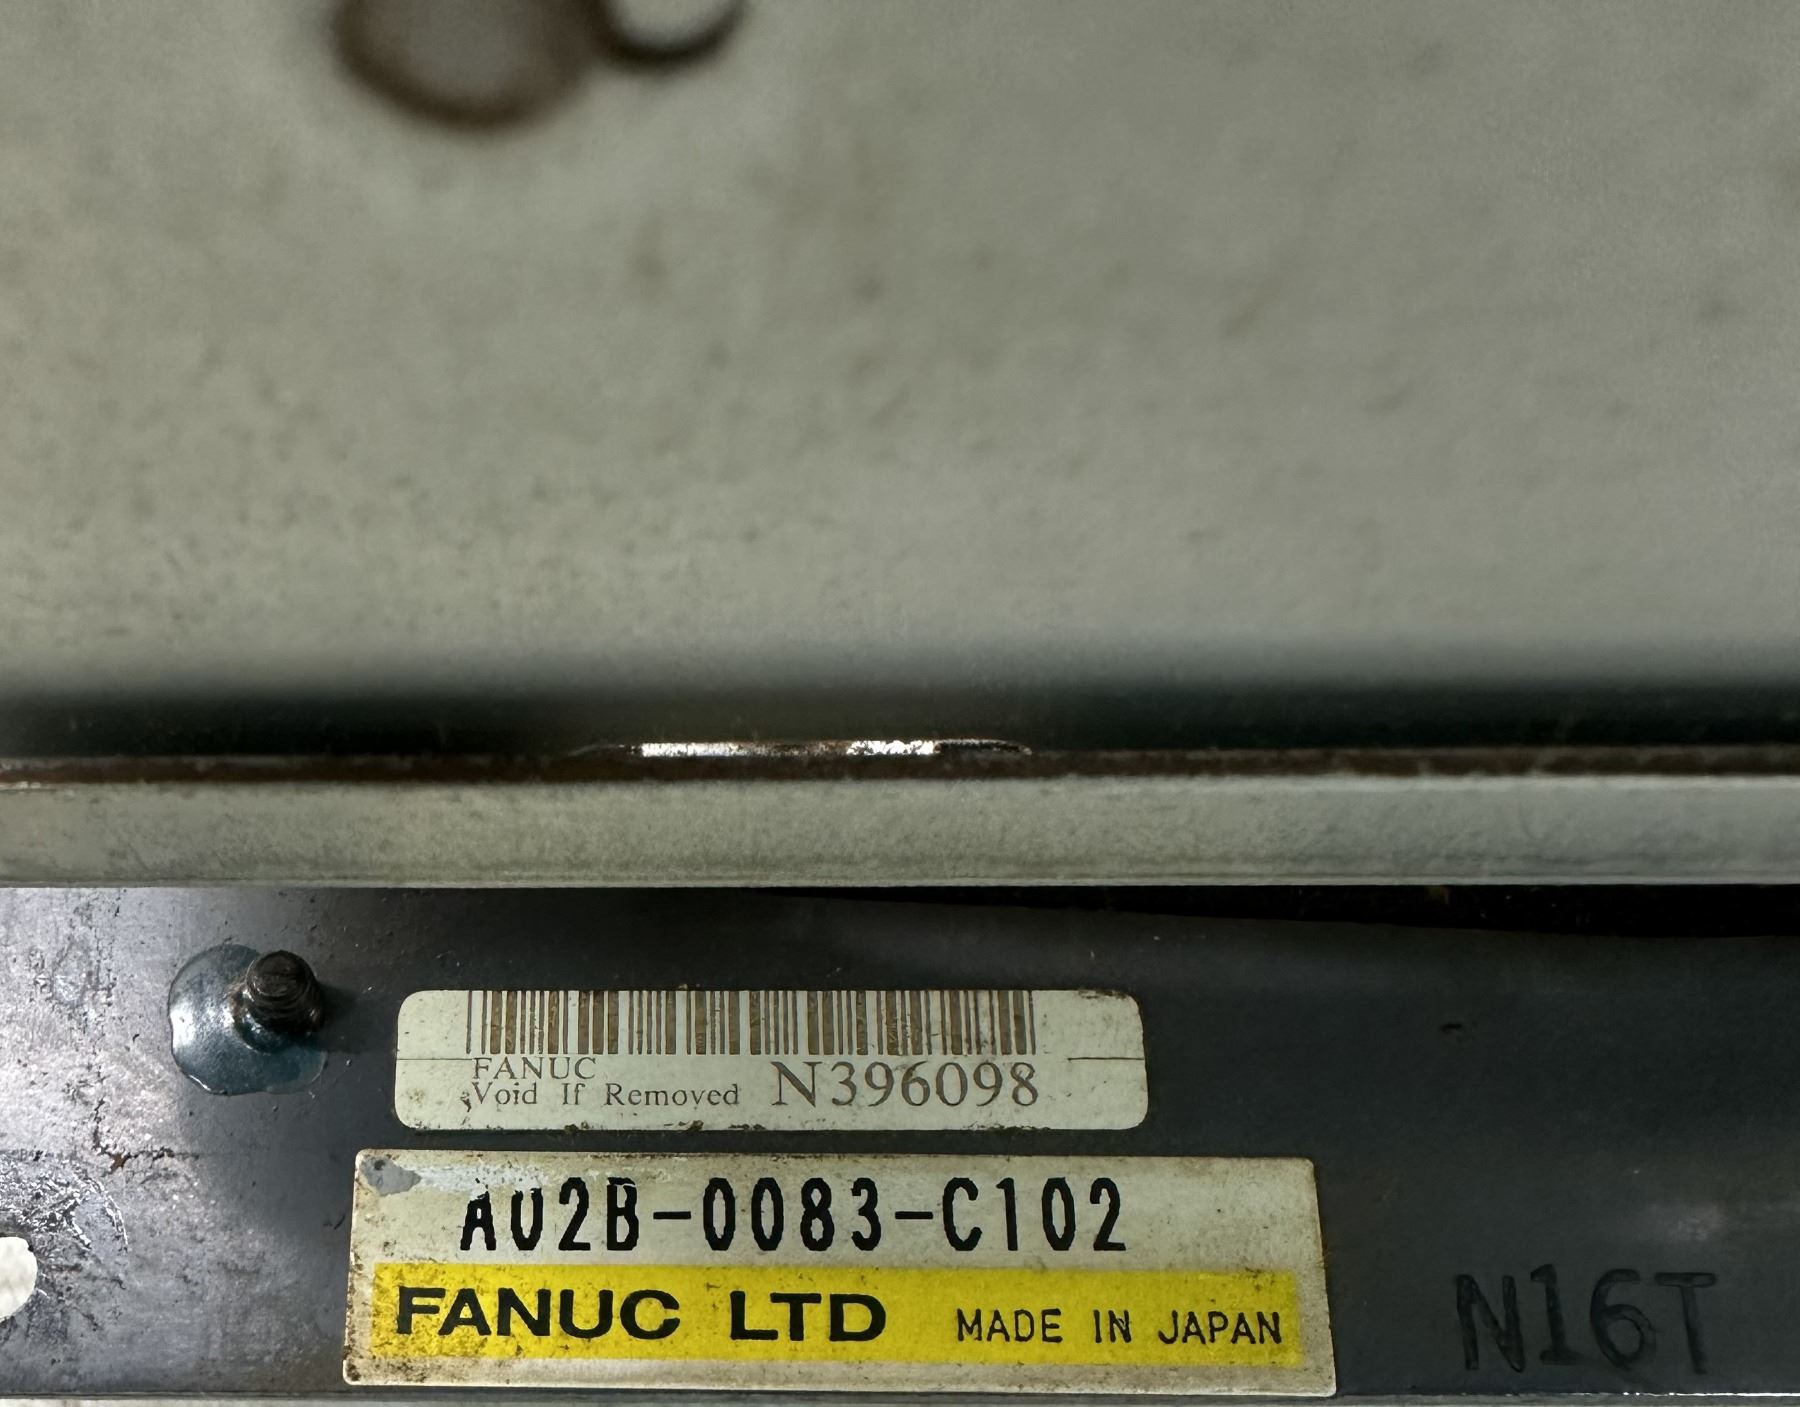 FANUC
Void If Removed N396098
A02B-0083-C102
FANUC LTD MADE IN JAPAN
N16T